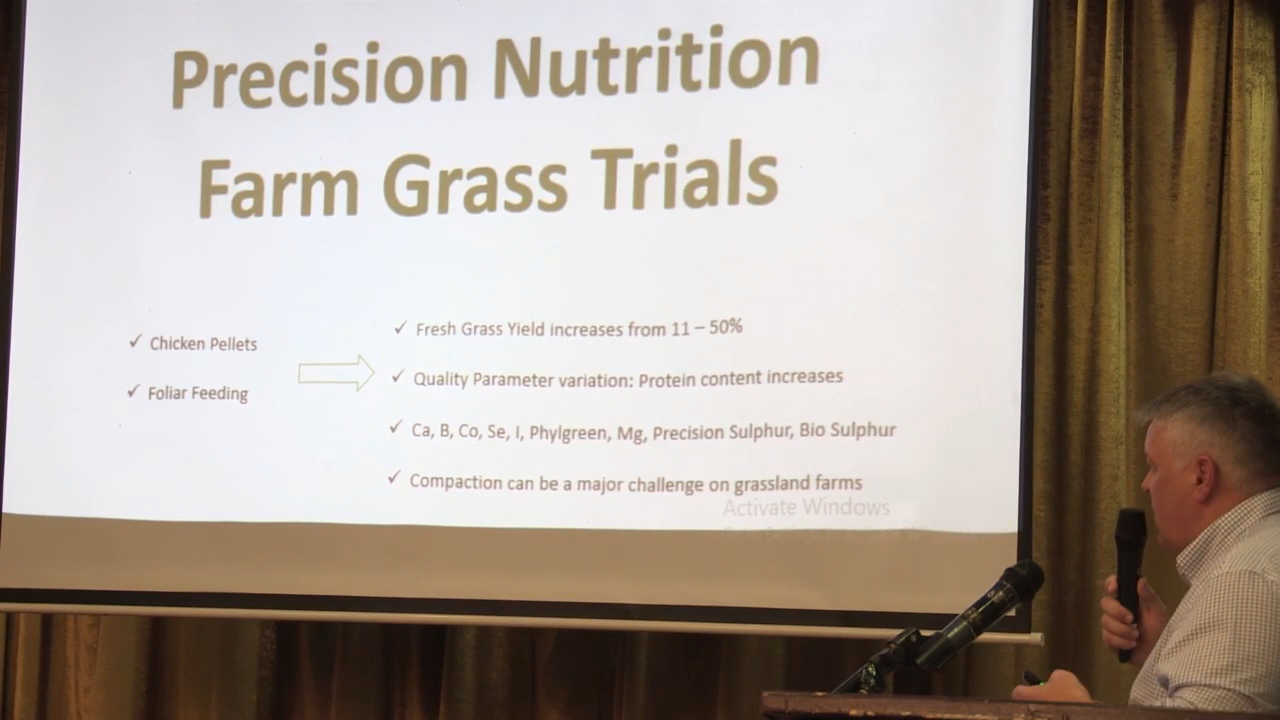 Precision Nutrition
Farm Grass Trials
✓ Chicken Pellets
✓ Foliar Feeding
✓ Fresh Grass Yield increases from 11 – 50%
✓ Quality Parameter variation: Protein content increases
✓ Ca, B, Co, Se, I, Phylgreen, Mg, Precision Sulphur, Bio Sulphur
✓ Compaction can be a major challenge on grassland farms
Activate Windows